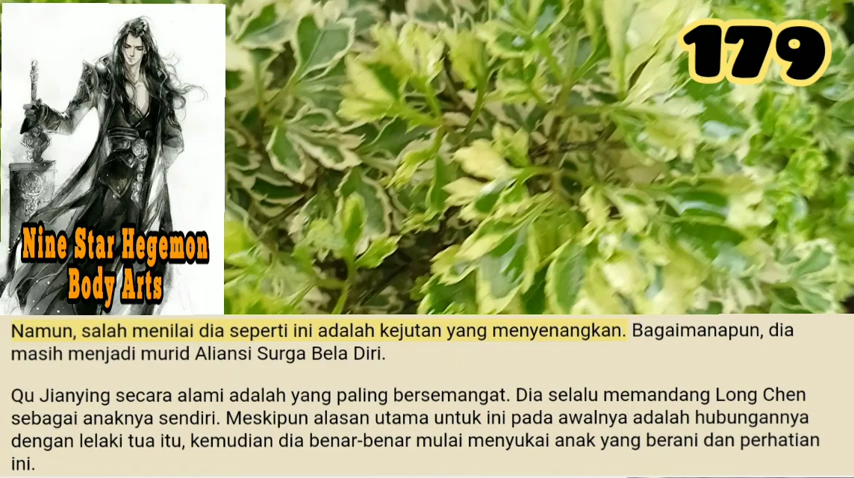 179
Nine Star Hegemon
Body Arts
Namun, salah menilai dia seperti ini adalah kejutan yang menyenangkan. Bagaimanapun, dia
masih menjadi murid Aliansi Surga Bela Diri.
Qu Jianying secara alami adalah yang paling bersemangat. Dia selalu memandang Long Chen
sebagai anaknya sendiri. Meskipun alasan utama untuk ini pada awalnya adalah hubungannya
dengan lelaki tua itu, kemudian dia benar-benar mulai menyukai anak yang berani dan perhatian
ini.